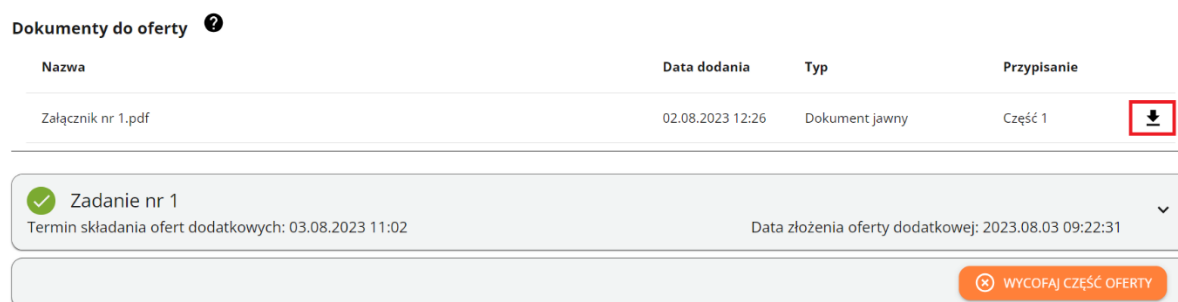 Dokumenty do oferty ?
Nazwa Data dodania Typ Przypisanie
Załącznik nr 1.pdf 02.08.2023 12:26 Dokument jawny Część 1
Zadanie nr 1
Termin składania ofert dodatkowych: 03.08.2023 11:02 Data złożenia oferty dodatkowej: 2023.08.03 09:22:31
WYCOFAJ CZĘŚĆ OFERTY